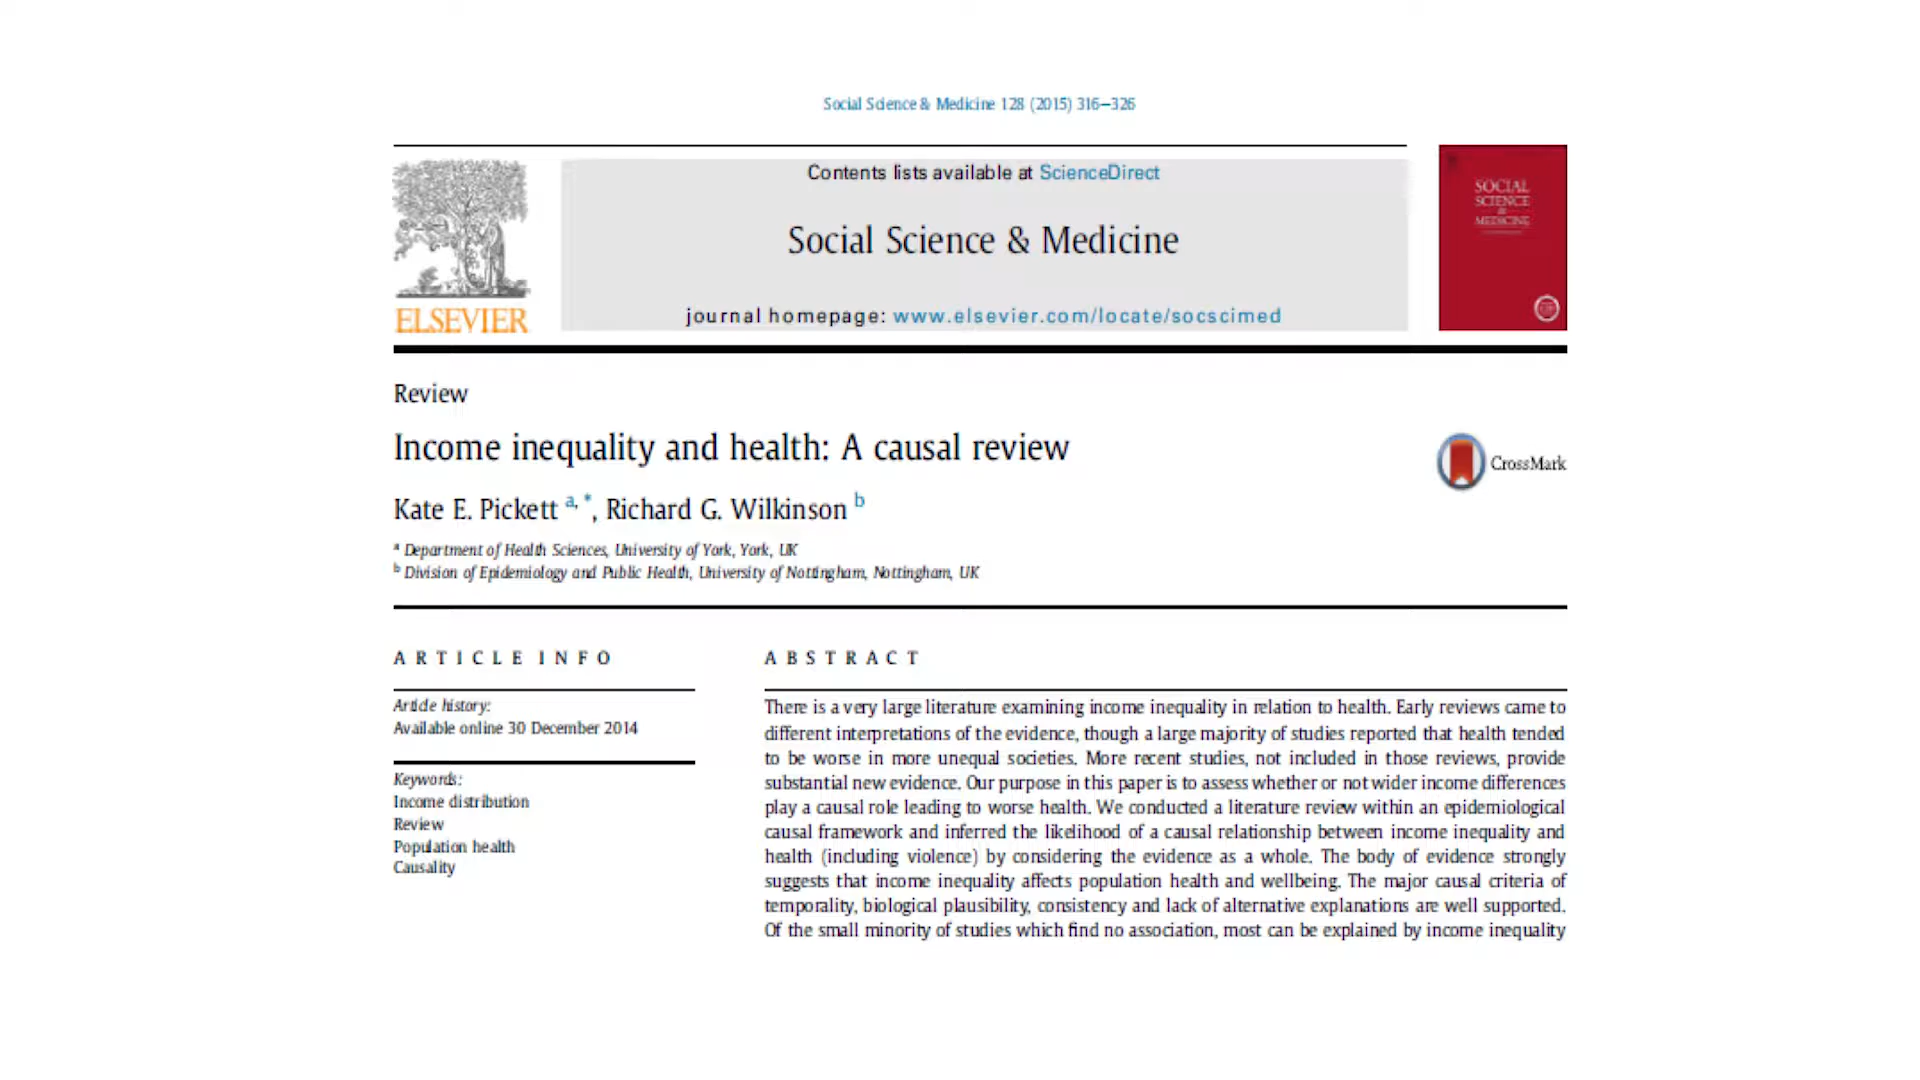 Social Science & Medicine 128 (2015) 316–326
Contents lists available at ScienceDirect
Social Science & Medicine
journal homepage: www.elsevier.com/locate/socscimed
ELSEVIER
SOCIAL
SCIENCE
&
MEDICINE
Review
Income inequality and health: A causal review
CrossMark
Kate E. Pickett a, *, Richard G. Wilkinson b
a Department of Health Sciences, University of York, York, UK
b Division of Epidemiology and Public Health, University of Nottingham, Nottingham, UK
ARTICLE INFO
Article history:
Available online 30 December 2014
Keywords:
Income distribution
Review
Population health
Causality
ABSTRACT
There is a very large literature examining income inequality in relation to health. Early reviews came to
different interpretations of the evidence, though a large majority of studies reported that health tended
to be worse in more unequal societies. More recent studies, not included in those reviews, provide
substantial new evidence. Our purpose in this paper is to assess whether or not wider income differences
play a causal role leading to worse health. We conducted a literature review within an epidemiological
causal framework and inferred the likelihood of a causal relationship between income inequality and
health (including violence) by considering the evidence as a whole. The body of evidence strongly
suggests that income inequality affects population health and wellbeing. The major causal criteria of
temporality, biological plausibility, consistency and lack of alternative explanations are well supported.
Of the small minority of studies which find no association, most can be explained by income inequality